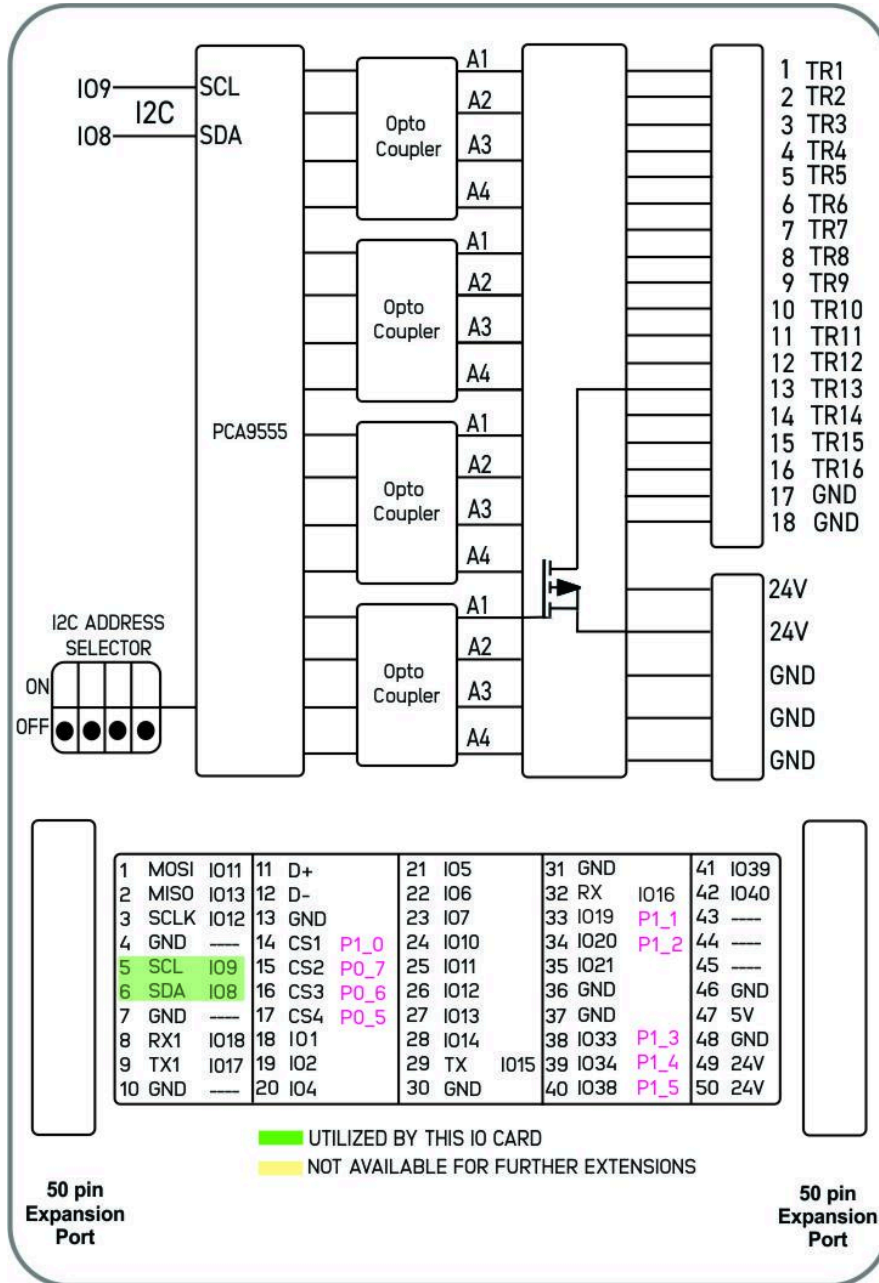 IO9
SCL
I2C
IO8
SDA
PCA9555
Opto
Coupler
A1
A2
A3
A4
Opto
Coupler
A1
A2
A3
A4
Opto
Coupler
A1
A2
A3
A4
Opto
Coupler
A1
A2
A3
A4
1 TR1
2 TR2
3 TR3
4 TR4
5 TR5
6 TR6
7 TR7
8 TR8
9 TR9
10 TR10
11 TR11
12 TR12
13 TR13
14 TR14
15 TR15
16 TR16
17 GND
18 GND
24V
24V
GND
GND
GND
I2C ADDRESS
SELECTOR
ON
OFF
1 MOSI IO11
2 MISO IO13
3 SCLK IO12
4 GND ----
5 SCL IO9
6 SDA IO8
7 GND ----
8 RX1 IO18
9 TX1 IO17
10 GND ----
11 D+
12 D-
13 GND
14 CS1 P1_0
15 CS2 P0_7
16 CS3 P0_6
17 CS4 P0_5
18 IO1
19 IO2
20 IO4
21 IO5
22 IO6
23 IO7
24 IO10
25 IO11
26 IO12
27 IO13
28 IO14
29 TX IO15
30 GND
31 GND
32 RX IO16
33 IO19 P1_1
34 IO20 P1_2
35 IO21
36 GND
37 GND
38 IO33 P1_3
39 IO34 P1_4
40 IO38 P1_5
41 IO39
42 IO40
43 ----
44 ----
45 ----
46 GND
47 5V
48 GND
49 24V
50 24V
UTILIZED BY THIS IO CARD
NOT AVAILABLE FOR FURTHER EXTENSIONS
50 pin
Expansion
Port
50 pin
Expansion
Port